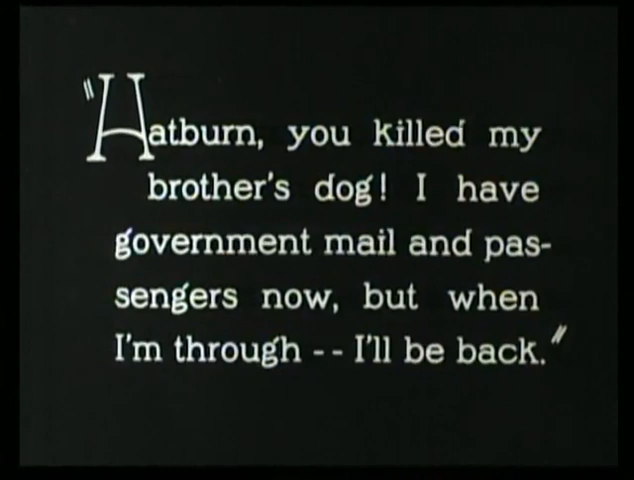 "Hatburn, you killed my
brother's dog! I have
government mail and pas-
sengers now, but when
I'm through -- I'll be back."